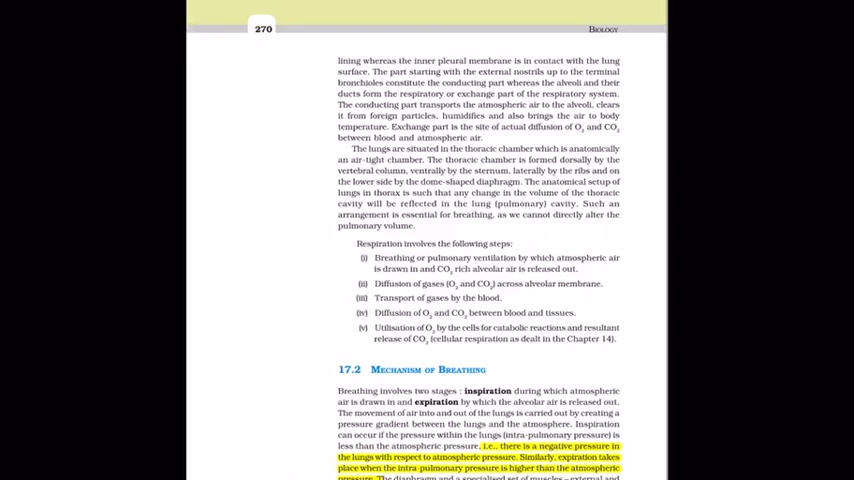 270
Biology
lining whereas the inner pleural membrane is in contact with the lung
surface. The part starting with the external nostrils up to the terminal
bronchioles constitute the conducting part whereas the alveoli and their
ducts form the respiratory or exchange part of the respiratory system.
The conducting part transports the atmospheric air to the alveoli, clears
it from foreign particles, humidifies and also brings the air to body
temperature. Exchange part is the site of actual diffusion of O2 and CO2
between blood and atmospheric air.
The lungs are situated in the thoracic chamber which is anatomically
an air-tight chamber. The thoracic chamber is formed dorsally by the
vertebral column, ventrally by the sternum, laterally by the ribs and on
the lower side by the dome-shaped diaphragm. The anatomical setup of
lungs in thorax is such that any change in the volume of the thoracic
cavity will be reflected in the lung (pulmonary) cavity. Such an
arrangement is essential for breathing, as we cannot directly alter the
pulmonary volume.
Respiration involves the following steps:
(i) Breathing or pulmonary ventilation by which atmospheric air
is drawn in and CO2 rich alveolar air is released out.
(ii) Diffusion of gases (O2 and CO2) across alveolar membrane.
(iii) Transport of gases by the blood.
(iv) Diffusion of O2 and CO2 between blood and tissues.
(v) Utilisation of O2 by the cells for catabolic reactions and resultant
release of CO2 (cellular respiration as dealt in the Chapter 14).
17.2 Mechanism of Breathing
Breathing involves two stages : inspiration during which atmospheric
air is drawn in and expiration by which the alveolar air is released out.
The movement of air into and out of the lungs is carried out by creating a
pressure gradient between the lungs and the atmosphere. Inspiration
can occur if the pressure within the lungs (intra-pulmonary pressure) is
less than the atmospheric pressure, i.e., there is a negative pressure in
the lungs with respect to atmospheric pressure. Similarly, expiration takes
place when the intra-pulmonary pressure is higher than the atmospheric
pressure. The diaphragm and a specialised set of muscles – external and